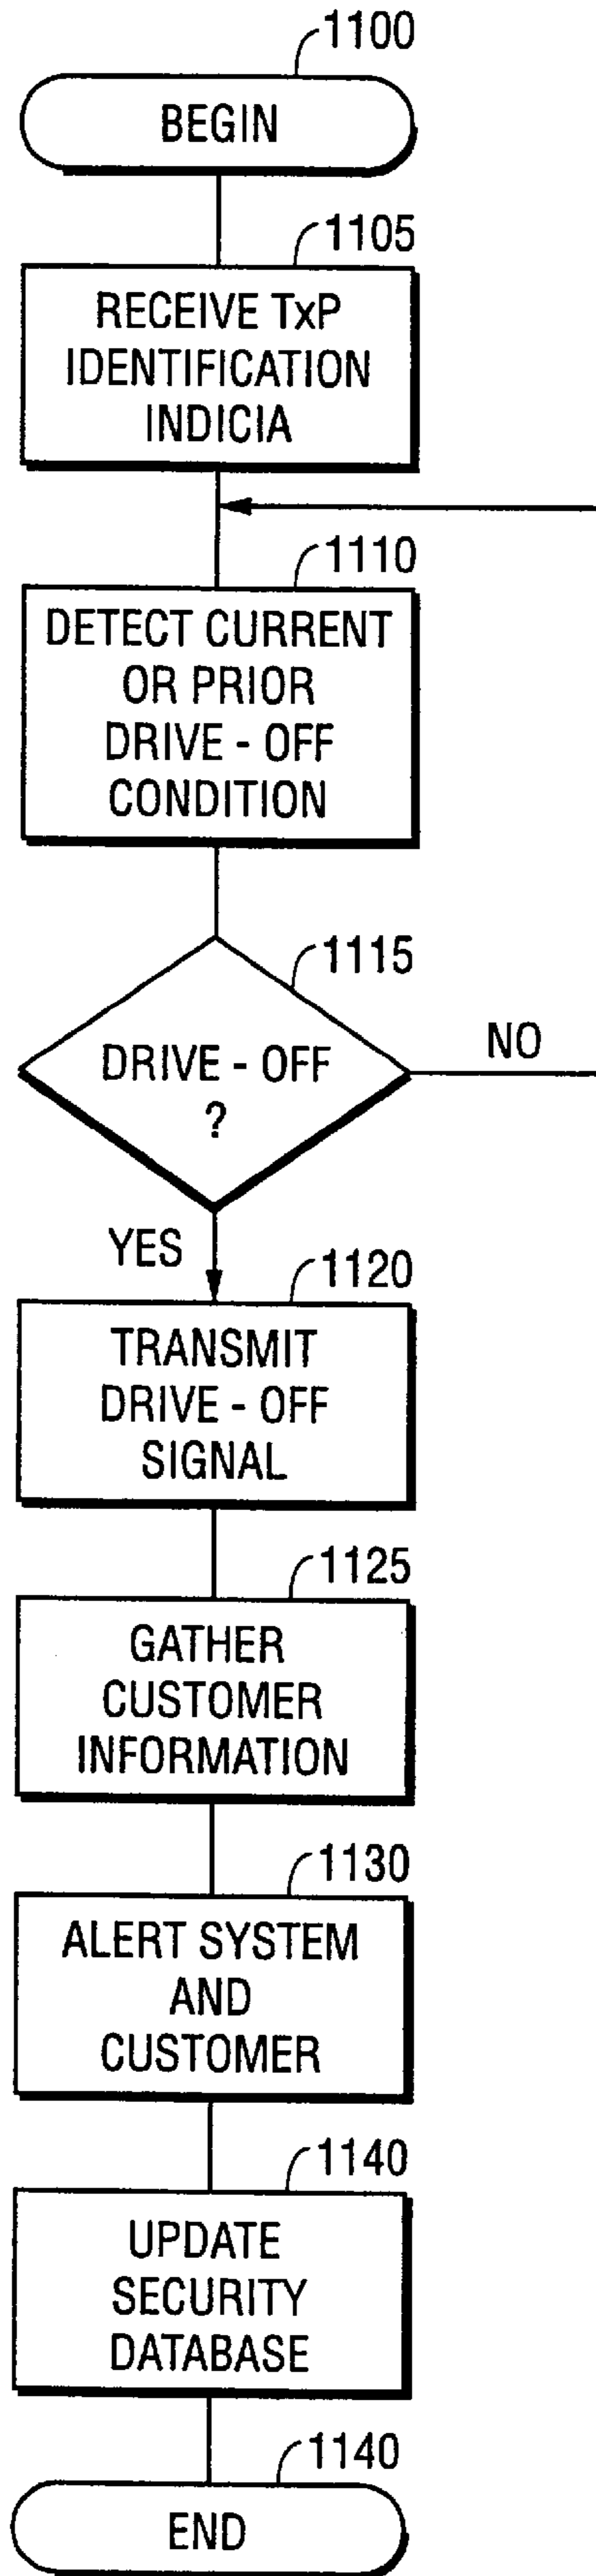 1100
BEGIN
1105
RECEIVE TxP
IDENTIFICATION
INDICIA
1110
DETECT CURRENT
OR PRIOR
DRIVE - OFF
CONDITION
1115
DRIVE - OFF
?
NO
YES
1120
TRANSMIT
DRIVE - OFF
SIGNAL
1125
GATHER
CUSTOMER
INFORMATION
1130
ALERT SYSTEM
AND
CUSTOMER
1140
UPDATE
SECURITY
DATABASE
1140
END